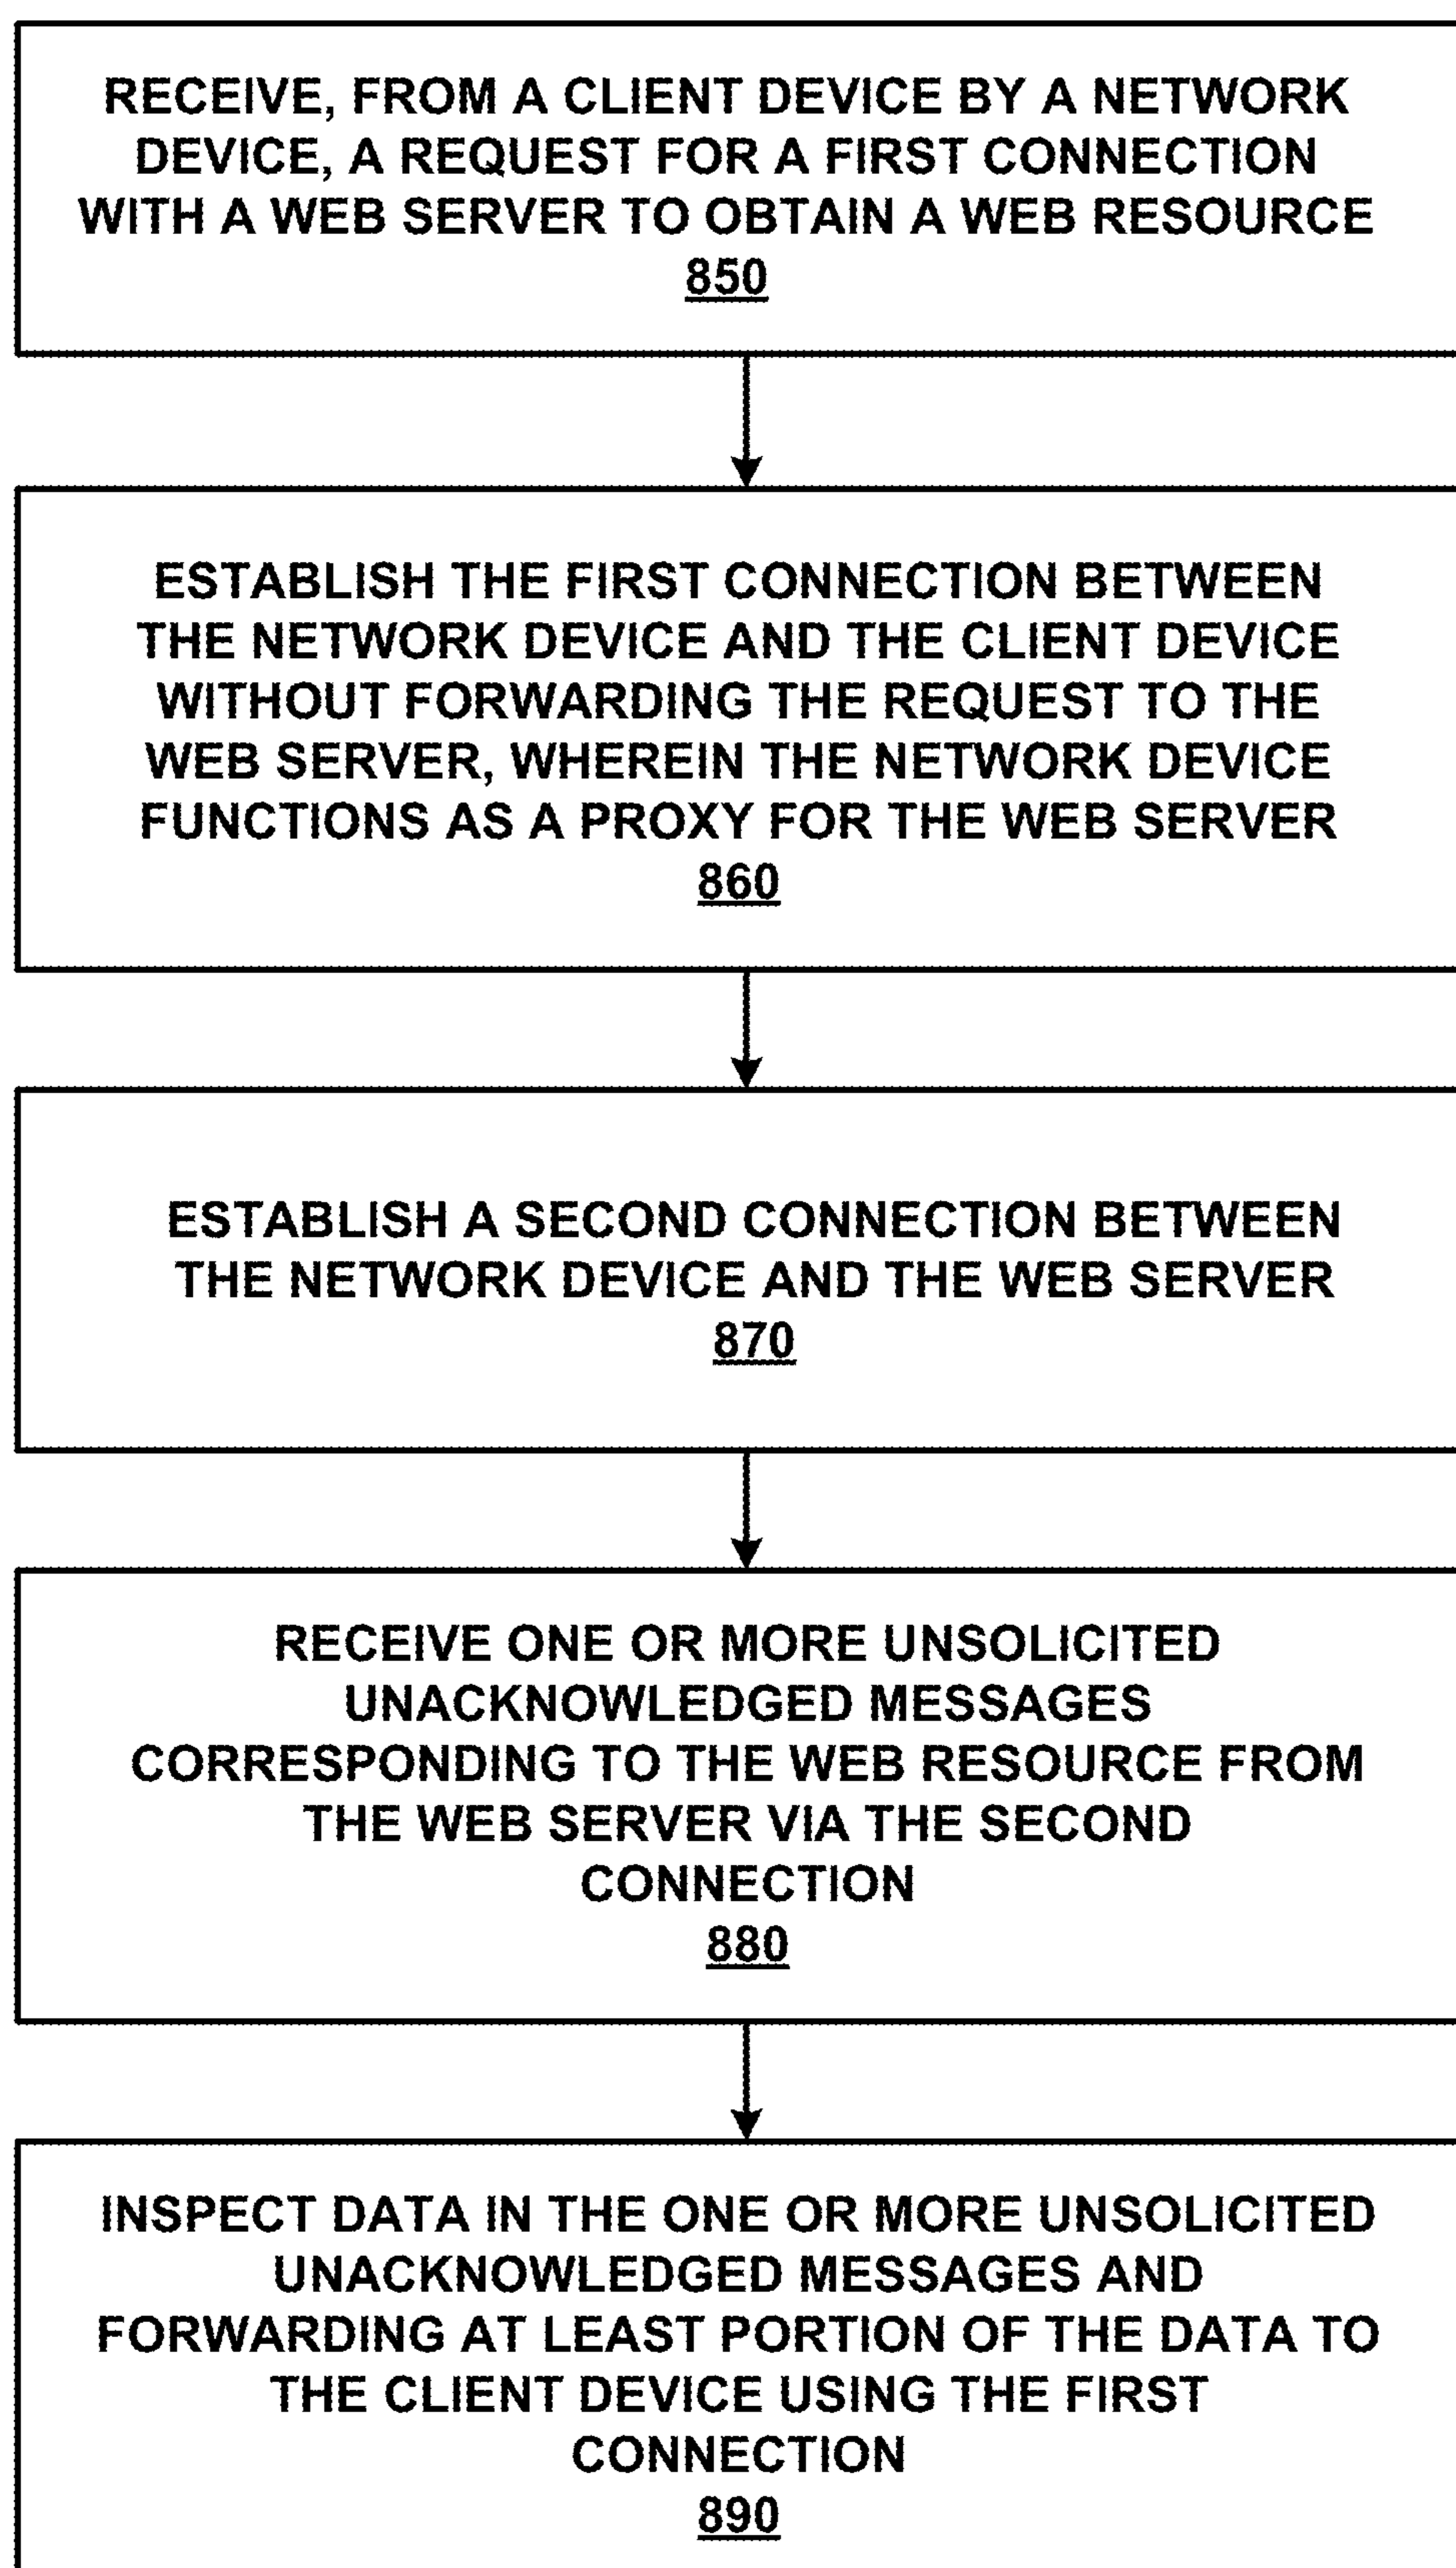 RECEIVE, FROM A CLIENT DEVICE BY A NETWORK
DEVICE, A REQUEST FOR A FIRST CONNECTION
WITH A WEB SERVER TO OBTAIN A WEB RESOURCE
850
ESTABLISH THE FIRST CONNECTION BETWEEN
THE NETWORK DEVICE AND THE CLIENT DEVICE
WITHOUT FORWARDING THE REQUEST TO THE
WEB SERVER, WHEREIN THE NETWORK DEVICE
FUNCTIONS AS A PROXY FOR THE WEB SERVER
860
ESTABLISH A SECOND CONNECTION BETWEEN
THE NETWORK DEVICE AND THE WEB SERVER
870
RECEIVE ONE OR MORE UNSOLICITED
UNACKNOWLEDGED MESSAGES
CORRESPONDING TO THE WEB RESOURCE FROM
THE WEB SERVER VIA THE SECOND
CONNECTION
880
INSPECT DATA IN THE ONE OR MORE UNSOLICITED
UNACKNOWLEDGED MESSAGES AND
FORWARDING AT LEAST PORTION OF THE DATA TO
THE CLIENT DEVICE USING THE FIRST
CONNECTION
890